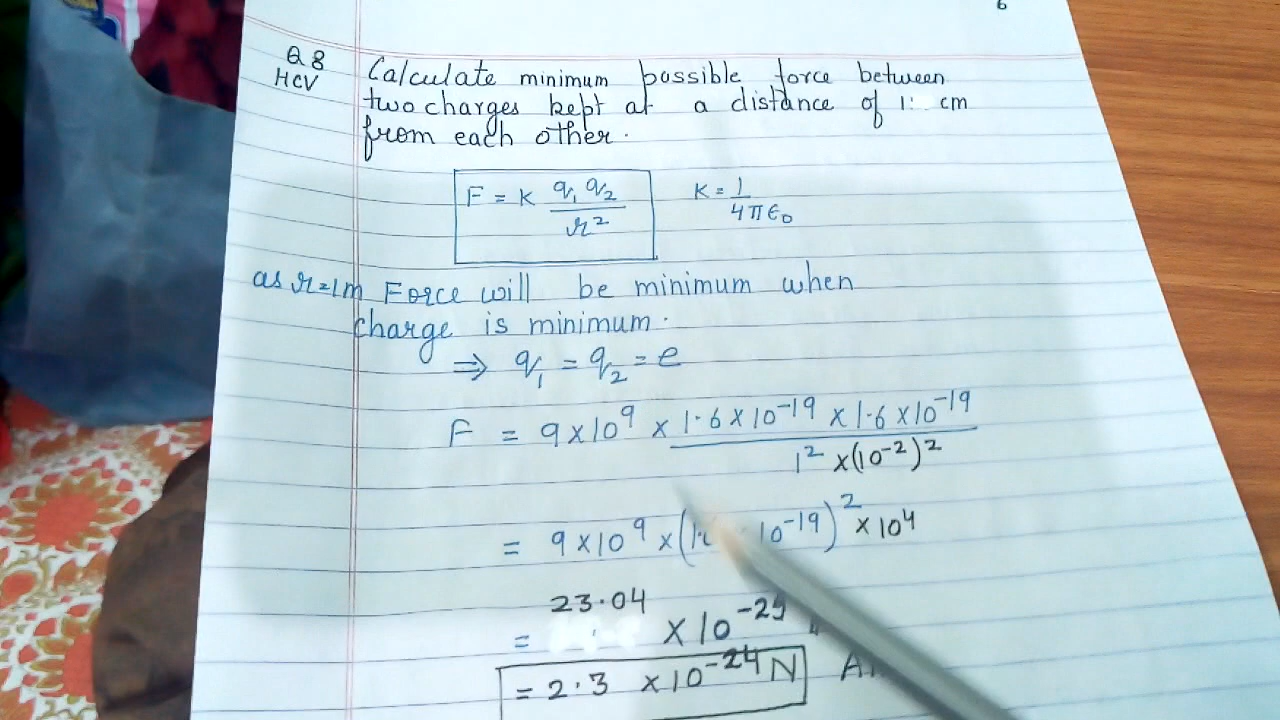 6
Q 8 Calculate minimum possible force between
HCV two charges kept at a distance of 1: cm
from each other.
F = K q₁ q₂ / r² K = 1 / 4πε₀
as r=1m Force will be minimum when
charge is minimum.
⇒ q₁ = q₂ = e
F = 9×10⁹ × 1.6×10⁻¹⁹ ×1.6×10⁻¹⁹ / 1² ×(10⁻²)²
= 9×10⁹ ×( 10⁻¹⁹)² × 10⁴
23.04
= ×10⁻²⁵
= 2.3 ×10⁻²⁴ N